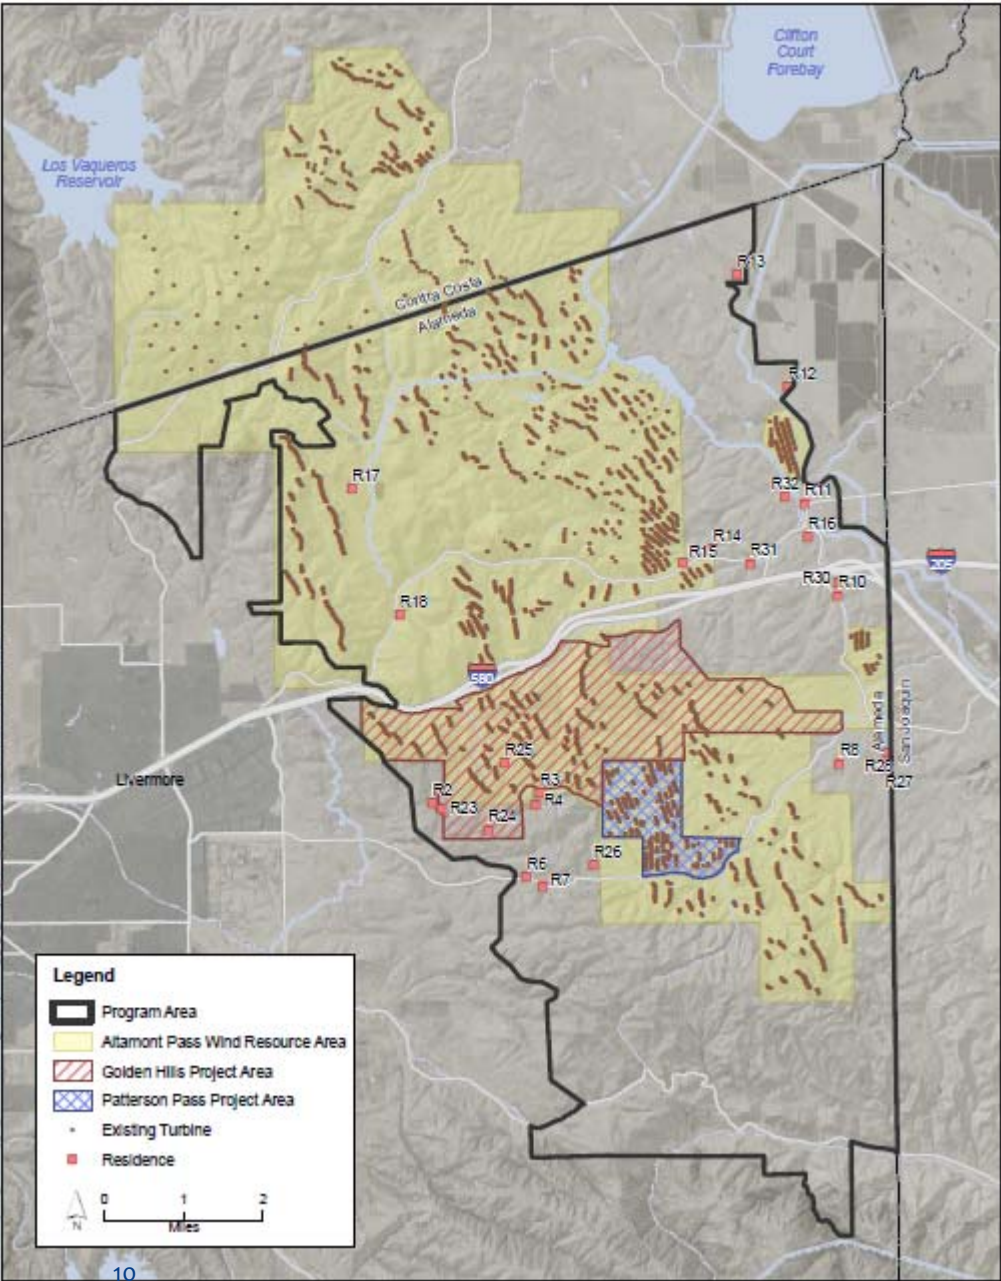 Clifton
Court
Forebay
Los Vaqueros
Reservoir
R13
Contra Costa
Alameda
R12
R17
R32
R11
R16
R14
R15
R31
205
R30
R10
R18
580
Alameda
San Joaquin
R25
R8
R28
R27
Livermore
R2
R3
R23
R4
R24
R26
R6
R7
Legend
Program Area
Altamont Pass Wind Resource Area
Golden Hills Project Area
Patterson Pass Project Area
Existing Turbine
Residence
0 1 2
Miles
N
10